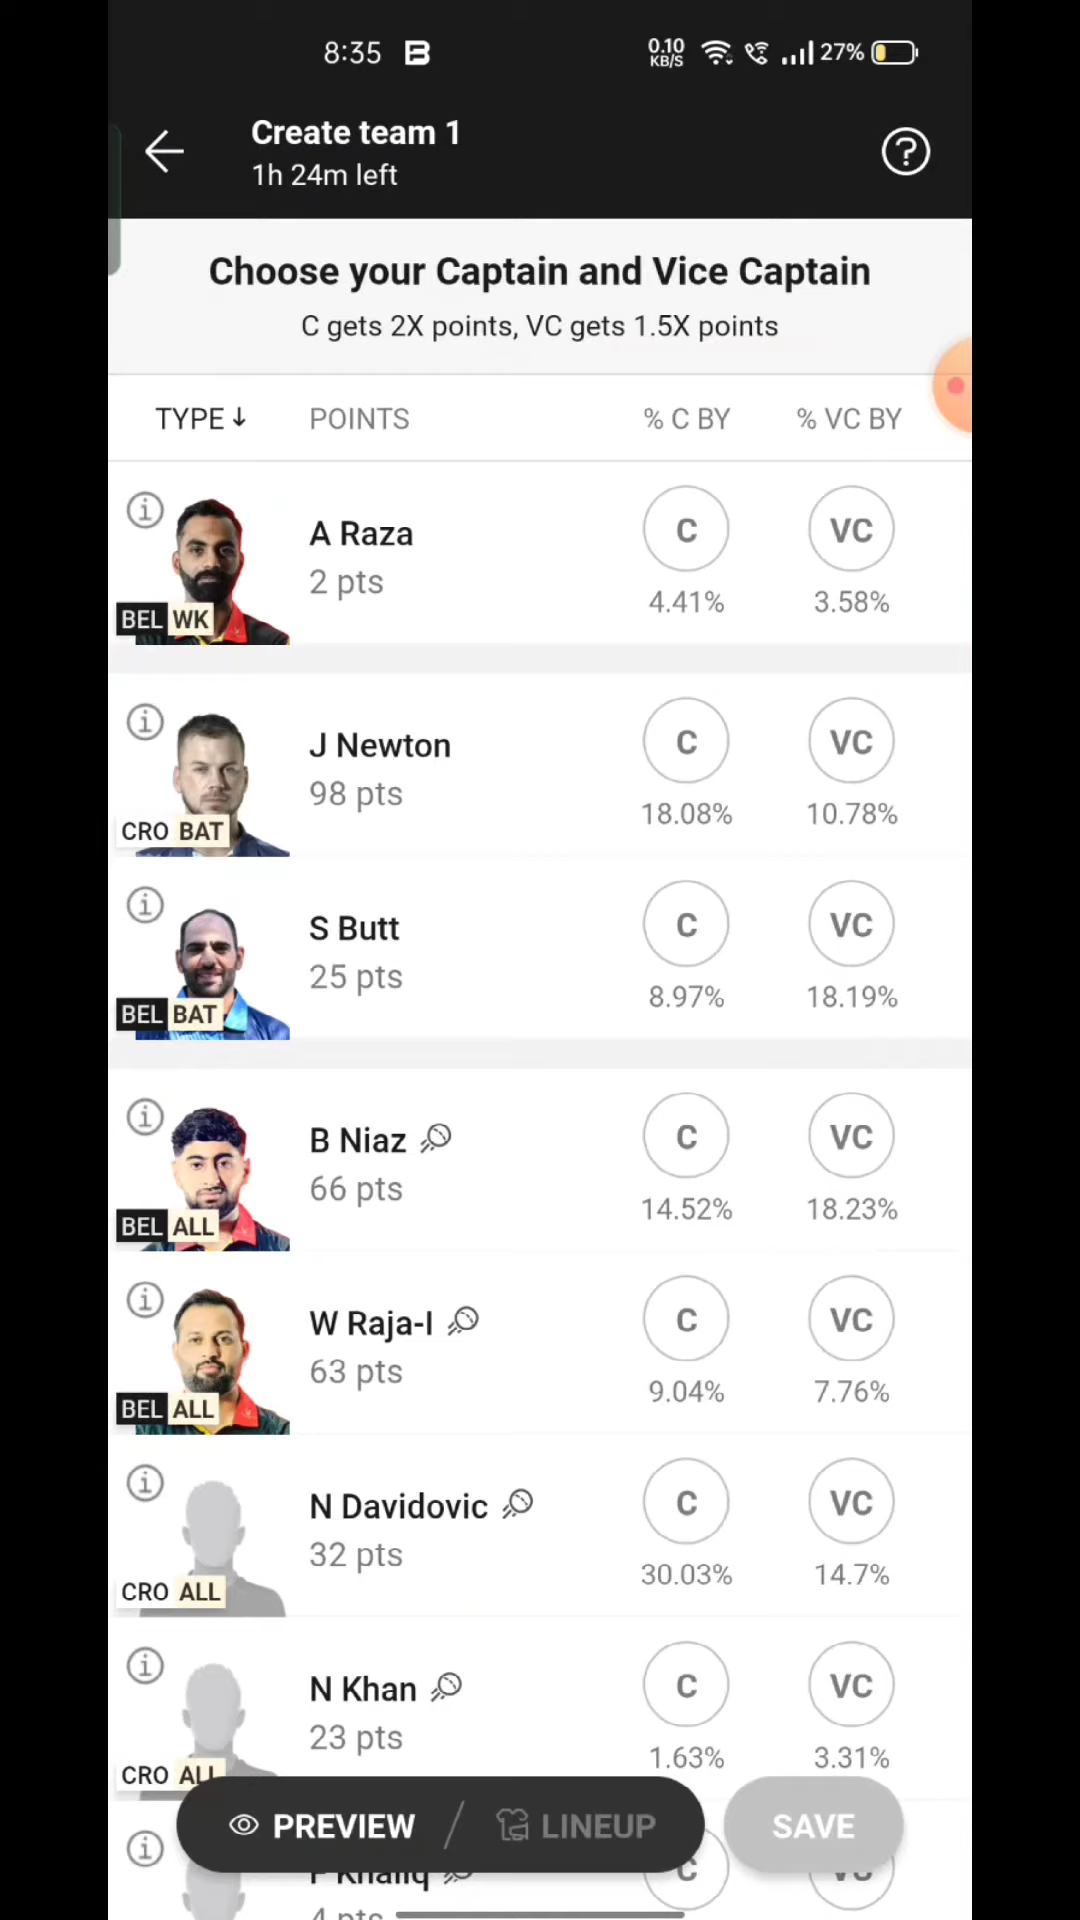 8:35 0.10 KB/S 27%
Create team 1
1h 24m left
Choose your Captain and Vice Captain
C gets 2X points, VC gets 1.5X points
TYPE↓ POINTS % C BY % VC BY
A Raza C VC
2 pts
BEL WK 4.41% 3.58%
J Newton C VC
98 pts
CRO BAT 18.08% 10.78%
S Butt C VC
25 pts
BEL BAT 8.97% 18.19%
B Niaz C VC
66 pts
BEL ALL 14.52% 18.23%
W Raja-I C VC
63 pts
BEL ALL 9.04% 7.76%
N Davidovic C VC
32 pts
CRO ALL 30.03% 14.7%
N Khan C VC
23 pts
CRO ALL 1.63% 3.31%
PREVIEW / LINEUP SAVE
Khaliq C VC
4 pts